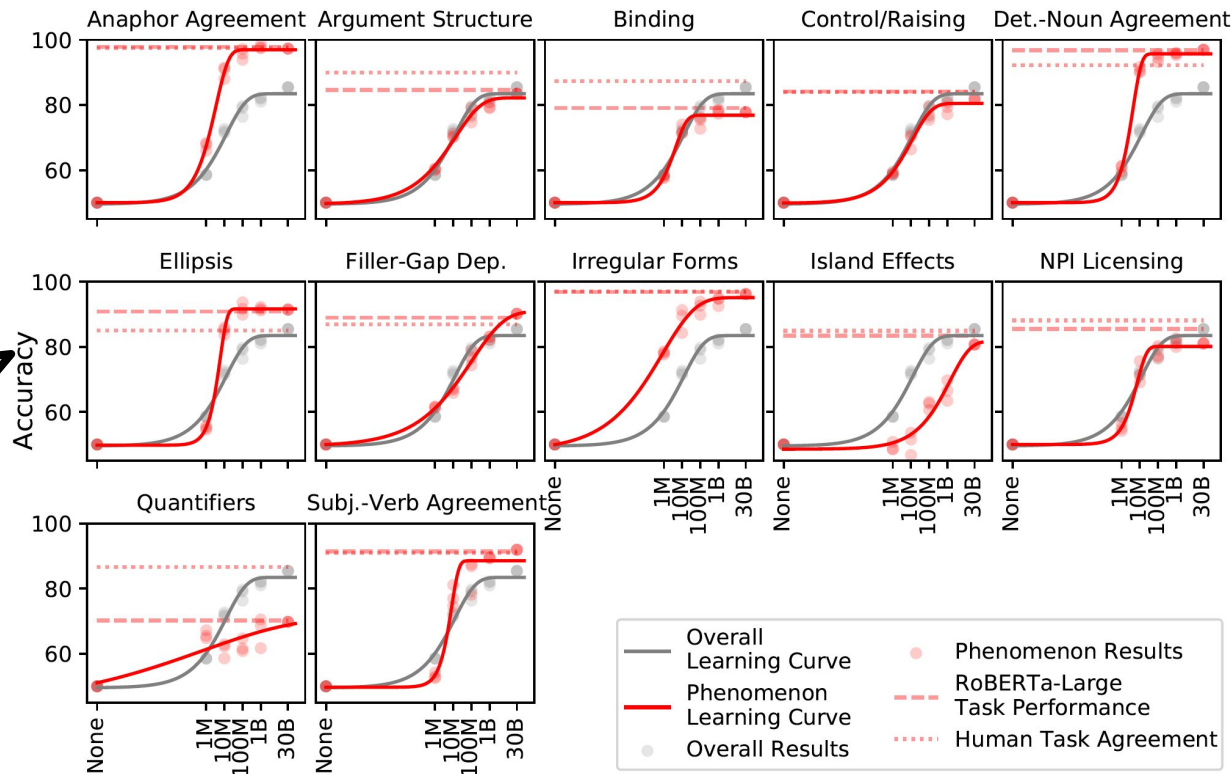 Anaphor Agreement
Argument Structure
Binding
Control/Raising
Det.-Noun Agreement
100
80
60
Ellipsis
Filler-Gap Dep.
Irregular Forms
Island Effects
NPI Licensing
Accuracy
100
80
60
None
1M
10M
100M
1B
30B
None
1M
10M
100M
1B
30B
None
1M
10M
100M
1B
30B
Quantifiers
Subj.-Verb Agreement
100
80
60
None
1M
10M
100M
1B
30B
None
1M
10M
100M
1B
30B
Overall
Learning Curve
Phenomenon
Learning Curve
Overall Results
Phenomenon Results
RoBERTa-Large
Task Performance
Human Task Agreement